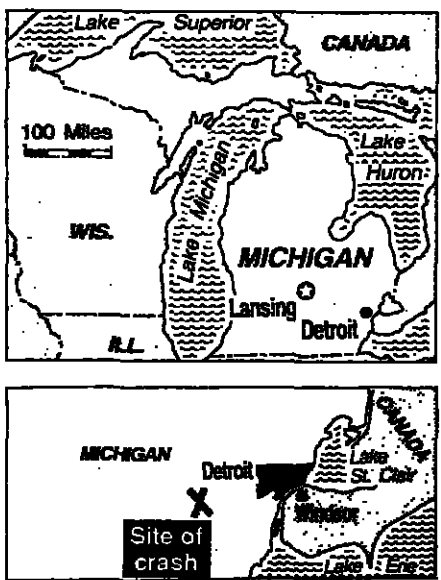 Lake Superior
CANADA
100 Miles
Lake
Huron
Lake Michigan
WIS.
MICHIGAN
Lansing
Detroit
ILL.
CANADA
MICHIGAN
Detroit
Lake
St. Clair
Windsor
Site of
crash
Lake Erie